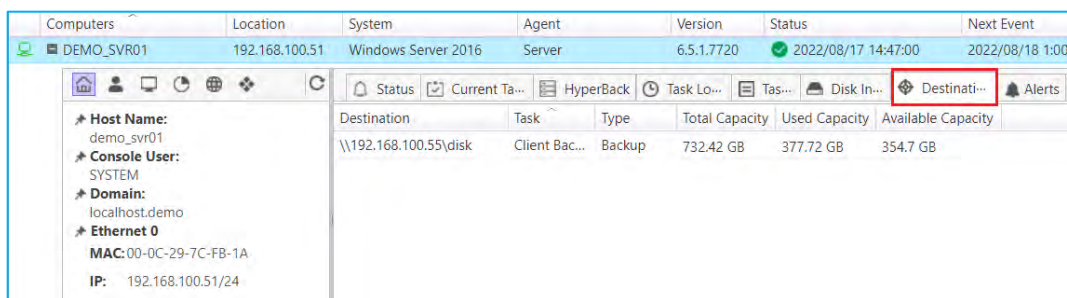 Computers Location System Agent Version Status Next Event
DEMO_SVR01 192.168.100.51 Windows Server 2016 Server 6.5.1.7720 2022/08/17 14:47:00 2022/08/18 1:00
Status Current Ta... HyperBack Task Lo... Tas... Disk In... Destinati... Alerts
Host Name:
demo_svr01
Console User:
SYSTEM
Domain:
localhost.demo
Ethernet 0
MAC: 00-0C-29-7C-FB-1A
IP: 192.168.100.51/24
Destination Task Type Total Capacity Used Capacity Available Capacity
\\192.168.100.55\disk Client Bac... Backup 732.42 GB 377.72 GB 354.7 GB